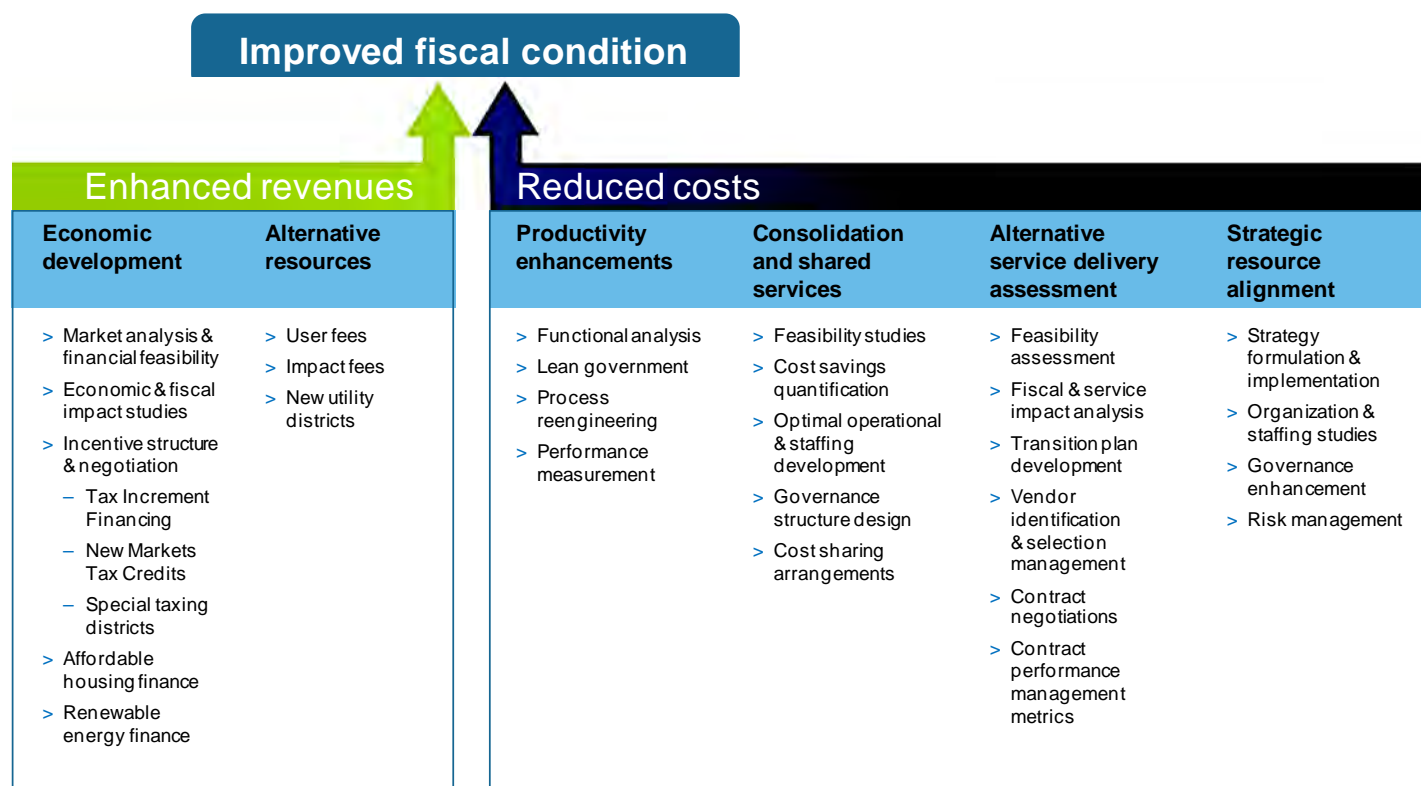 Improved fiscal condition
Enhanced revenues
Economic
development
> Market analysis &
financial feasibility
> Economic & fiscal
impact studies
> Incentive structure
& negotiation
– Tax Increment
Financing
– New Markets
Tax Credits
– Special taxing
districts
> Affordable
housing finance
> Renewable
energy finance
Alternative
resources
> User fees
> Impact fees
> New utility
districts
Reduced costs
Productivity
enhancements
> Functional analysis
> Lean government
> Process
reengineering
> Performance
measurement
Consolidation
and shared
services
> Feasibility studies
> Cost savings
quantification
> Optimal operational
& staffing
development
> Governance
structure design
> Cost sharing
arrangements
Alternative
service delivery
assessment
> Feasibility
assessment
> Fiscal & service
impact analysis
> Transition plan
development
> Vendor
identification
& selection
management
> Contract
negotiations
> Contract
performance
management
metrics
Strategic
resource
alignment
> Strategy
formulation &
implementation
> Organization &
staffing studies
> Governance
enhancement
> Risk management